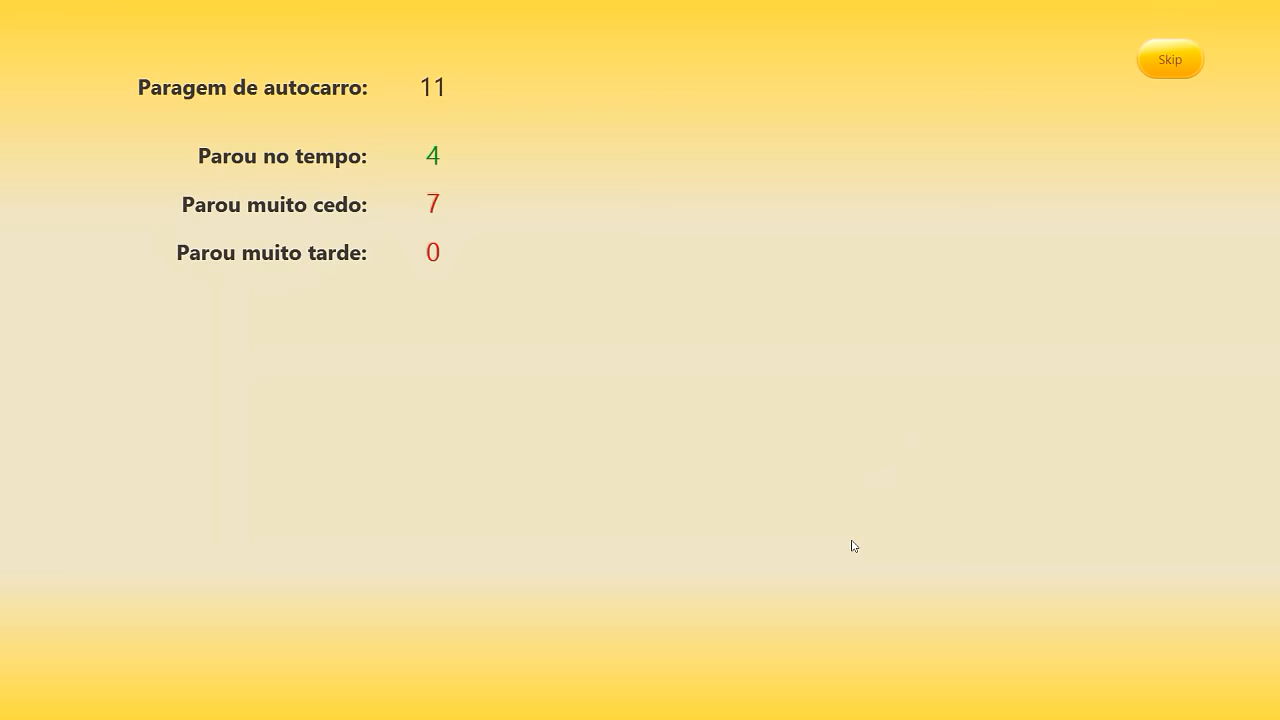 Skip
Paragem de autocarro: 11
Parou no tempo: 4
Parou muito cedo: 7
Parou muito tarde: 0